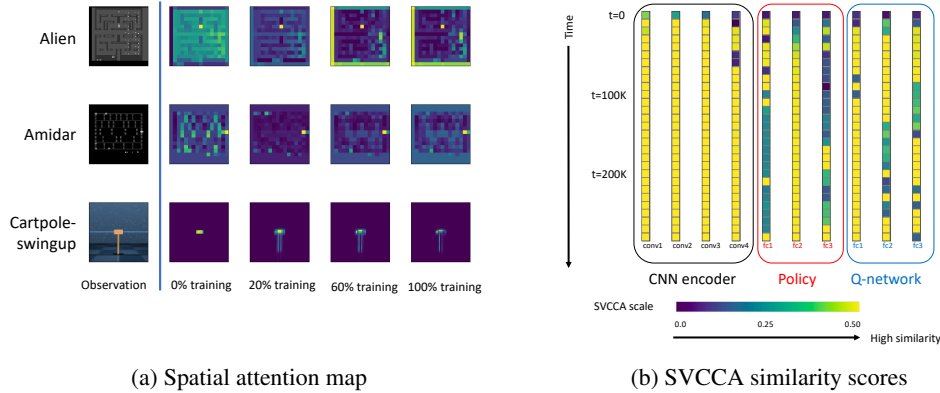 Alien
Amidar
Cartpole-
swingup
Observation
0% training
20% training
60% training
100% training
(a) Spatial attention map
Time
t=0
t=100K
t=200K
conv1
conv2
conv3
conv4
fc1
fc2
fc3
fc1
fc2
fc3
CNN encoder
Policy
Q-network
SVCCA scale
0.0
0.25
0.50
High similarity
(b) SVCCA similarity scores